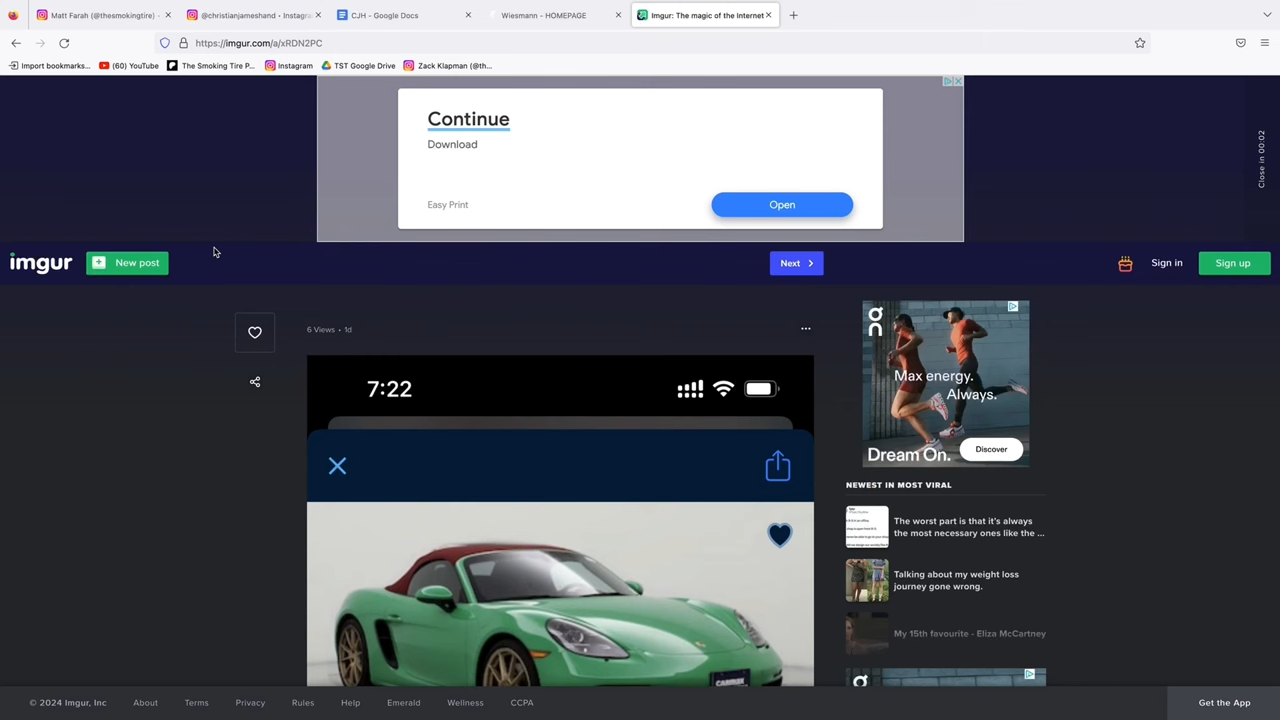 Matt Farah (@thesmokingtire) •
@christianjameshand • Instagra
CJH - Google Docs
Wiesmann - HOMEPAGE
Imgur: The magic of the Internet
https://imgur.com/a/xRDN2PC
Import bookmarks...
(60) YouTube
The Smoking Tire P...
Instagram
TST Google Drive
Zack Klapman (@th...
Continue
Download
Easy Print
Open
Close in 00:02
imgur
New post
Next
Sign in
Sign up
6 Views • 1d
7:22
Max energy.
Always.
Dream On.
Discover
NEWEST IN MOST VIRAL
The worst part is that it's always
the most necessary ones like the ...
Talking about my weight loss
journey gone wrong.
My 15th favourite - Eliza McCartney
CARMAX
© 2024 Imgur, Inc
About
Terms
Privacy
Rules
Help
Emerald
Wellness
CCPA
Get the App